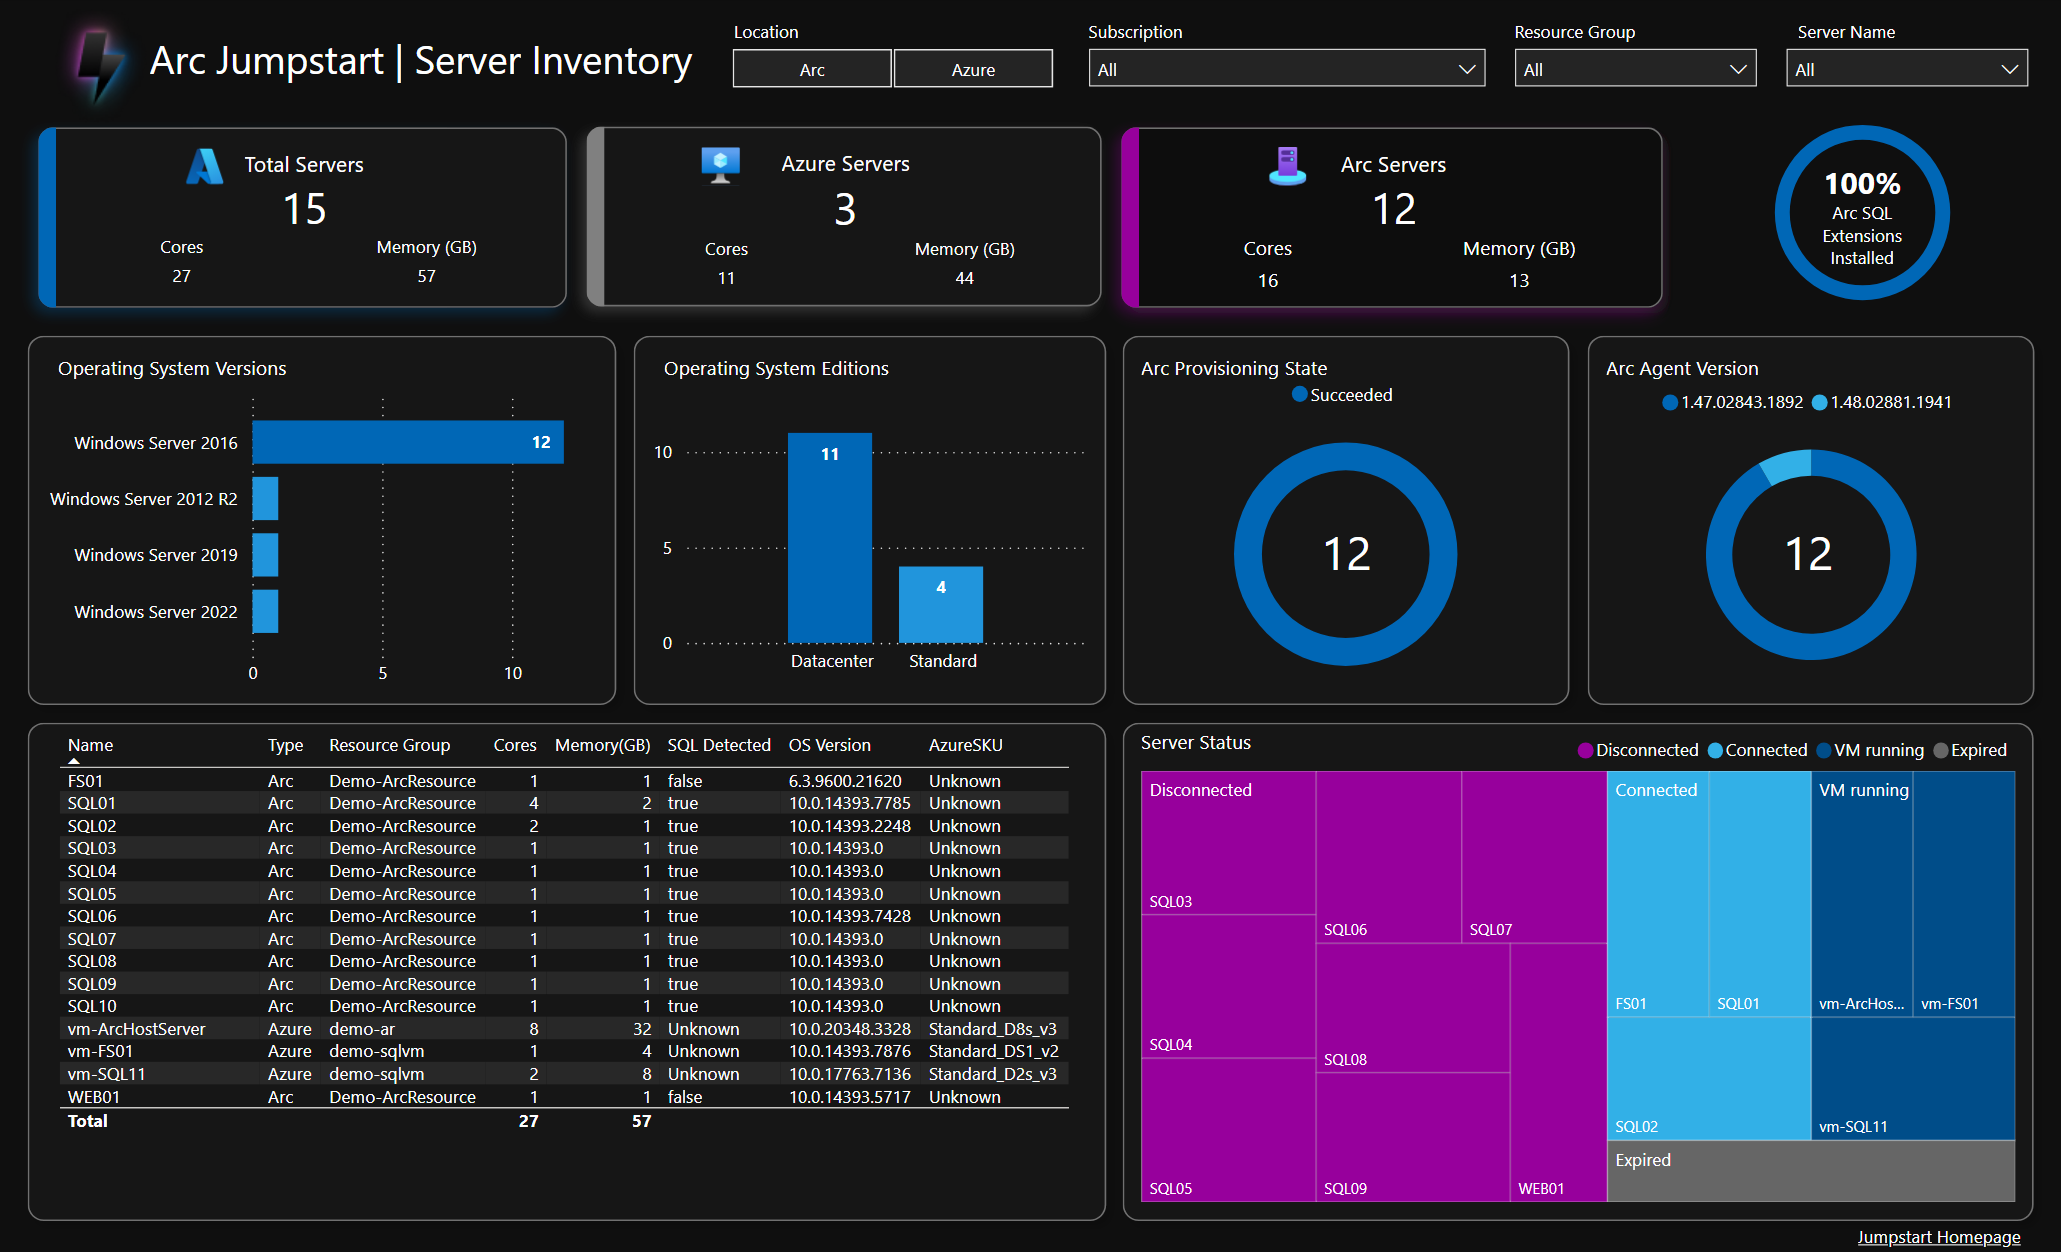 Arc Jumpstart | Server Inventory
Location
Arc
Azure
Subscription
All
Resource Group
All
Server Name
All
Total Servers
15
Cores
Memory (GB)
27
57
Azure Servers
3
Cores
Memory (GB)
11
44
Arc Servers
12
Cores
Memory (GB)
16
13
100%
Arc SQL
Extensions
Installed
Operating System Versions
Windows Server 2016
12
Windows Server 2012 R2
Windows Server 2019
Windows Server 2022
0 5 10
Operating System Editions
10
5
0
11
4
Datacenter Standard
Arc Provisioning State
Succeeded
12
Arc Agent Version
1.47.02843.1892 1.48.02881.1941
12
Name Type Resource Group Cores Memory(GB) SQL Detected OS Version AzureSKU
FS01 Arc Demo-ArcResource 1 1 false 6.3.9600.21620 Unknown
SQL01 Arc Demo-ArcResource 4 2 true 10.0.14393.7785 Unknown
SQL02 Arc Demo-ArcResource 2 1 true 10.0.14393.2248 Unknown
SQL03 Arc Demo-ArcResource 1 1 true 10.0.14393.0 Unknown
SQL04 Arc Demo-ArcResource 1 1 true 10.0.14393.0 Unknown
SQL05 Arc Demo-ArcResource 1 1 true 10.0.14393.0 Unknown
SQL06 Arc Demo-ArcResource 1 1 true 10.0.14393.7428 Unknown
SQL07 Arc Demo-ArcResource 1 1 true 10.0.14393.0 Unknown
SQL08 Arc Demo-ArcResource 1 1 true 10.0.14393.0 Unknown
SQL09 Arc Demo-ArcResource 1 1 true 10.0.14393.0 Unknown
SQL10 Arc Demo-ArcResource 1 1 true 10.0.14393.0 Unknown
vm-ArcHostServer Azure demo-ar 8 32 Unknown 10.0.20348.3328 Standard_D8s_v3
vm-FS01 Azure demo-sqlvm 1 4 Unknown 10.0.14393.7876 Standard_DS1_v2
vm-SQL11 Azure demo-sqlvm 2 8 Unknown 10.0.17763.7136 Standard_D2s_v3
WEB01 Arc Demo-ArcResource 1 1 false 10.0.14393.5717 Unknown
Total 27 57
Server Status
Disconnected Connected VM running Expired
Disconnected
SQL03
SQL06
SQL07
SQL04
SQL08
SQL05
SQL09
WEB01
Connected
FS01
SQL01
SQL02
VM running
vm-ArcHos...
vm-FS01
vm-SQL11
Expired
Jumpstart Homepage